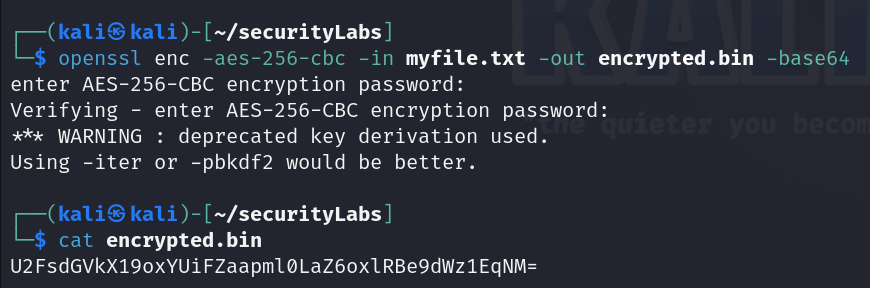 ┌──(kali㉿kali)-[~/securityLabs]
└─$ openssl enc -aes-256-cbc -in myfile.txt -out encrypted.bin -base64
enter AES-256-CBC encryption password:
Verifying - enter AES-256-CBC encryption password:
*** WARNING : deprecated key derivation used.
"the quieter you becom
Using -iter or -pbkdf2 would be better.
┌──(kali㉿kali)-[~/securityLabs]
└─$ cat encrypted.bin
U2FsdGVkX19oxYUiFZaapml0LaZ6oxlRBe9dWz1EqNM=